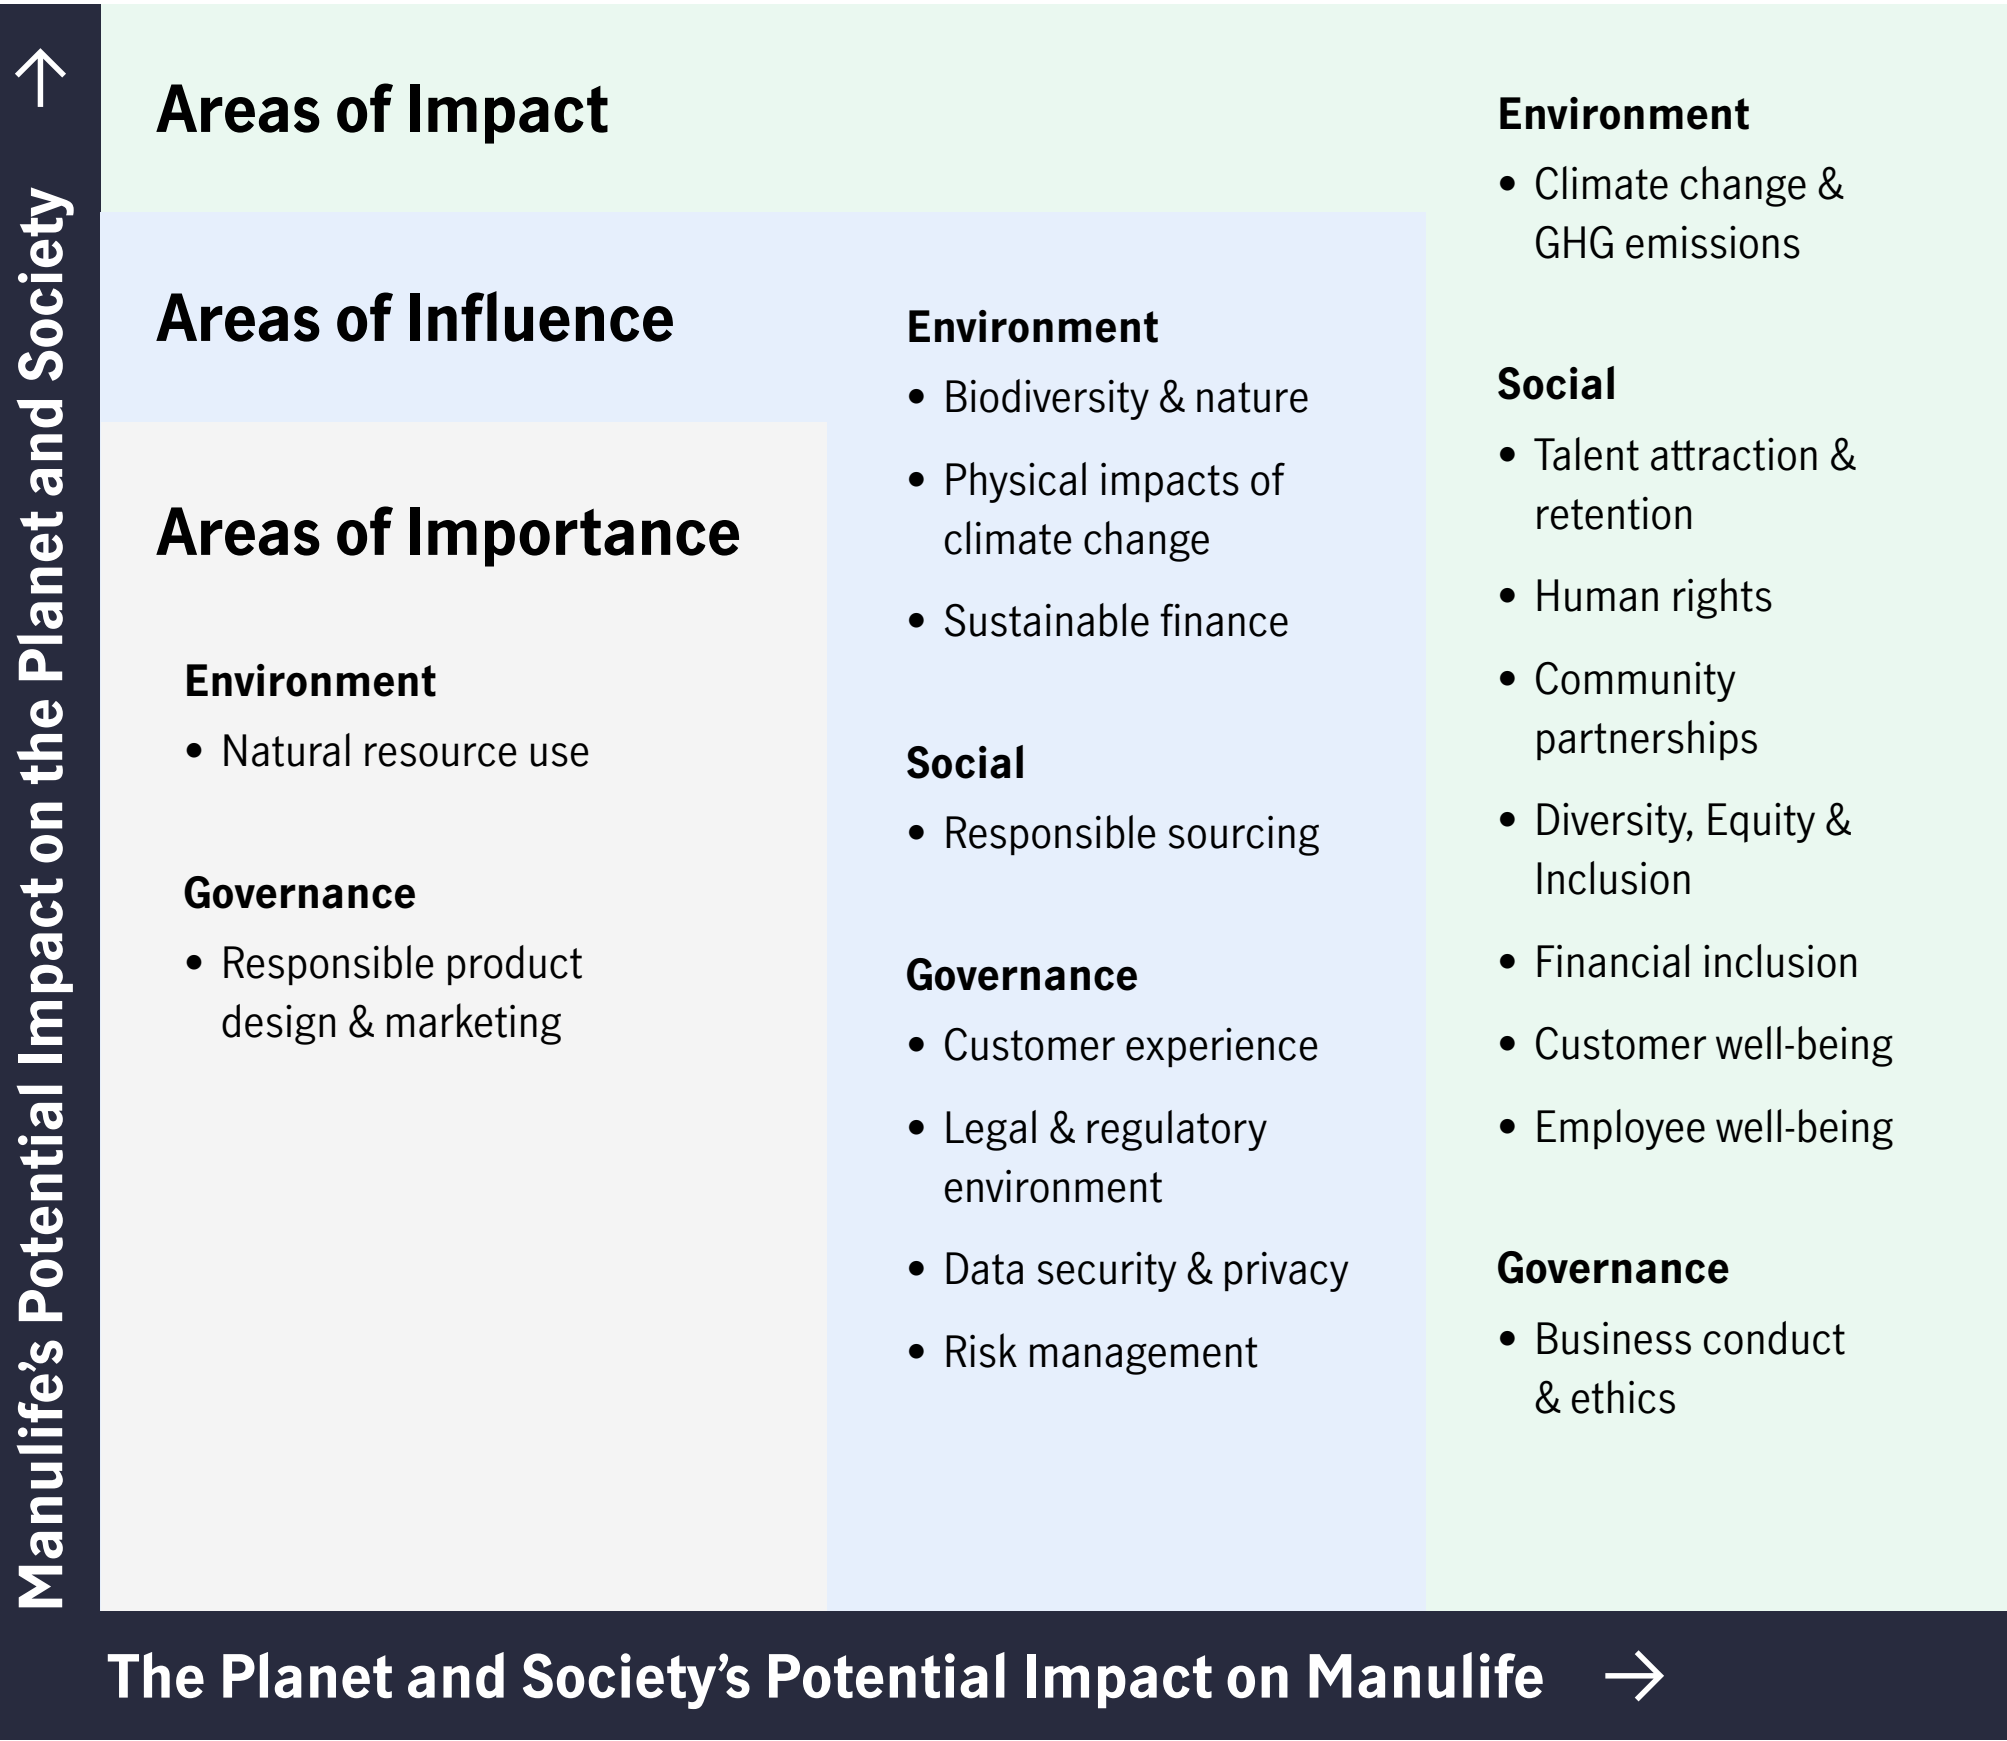 Manulife’s Potential Impact on the Planet and Society →
Areas of Impact
Areas of Influence
Areas of Importance
Environment
• Natural resource use
Governance
• Responsible product
design & marketing
Environment
• Biodiversity & nature
• Physical impacts of
climate change
• Sustainable finance
Social
• Responsible sourcing
Governance
• Customer experience
• Legal & regulatory
environment
• Data security & privacy
• Risk management
Environment
• Climate change &
GHG emissions
Social
• Talent attraction &
retention
• Human rights
• Community
partnerships
• Diversity, Equity &
Inclusion
• Financial inclusion
• Customer well-being
• Employee well-being
Governance
• Business conduct
& ethics
The Planet and Society’s Potential Impact on Manulife →